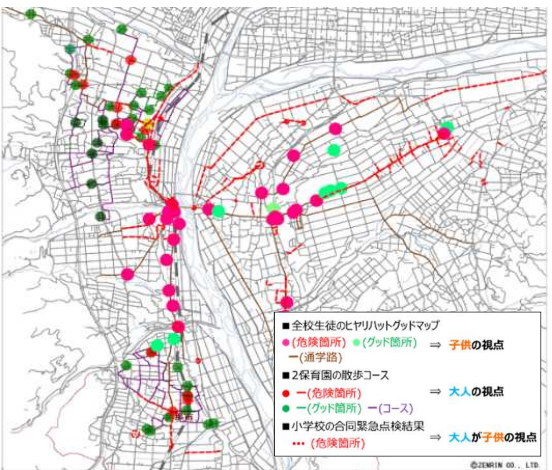 ■全校生徒のヒヤリハットグッドマップ
●(危険箇所) ●(グッド箇所) ⇒ 子供の視点
ー(通学路)
■2保育園の散歩コース
●ー(危険箇所) ⇒ 大人の視点
●ー(グッド箇所) ー(コース)
■小学校の合同緊急点検結果
(危険箇所) ⇒ 大人が子供の視点
©ZENRIN CO., LTD